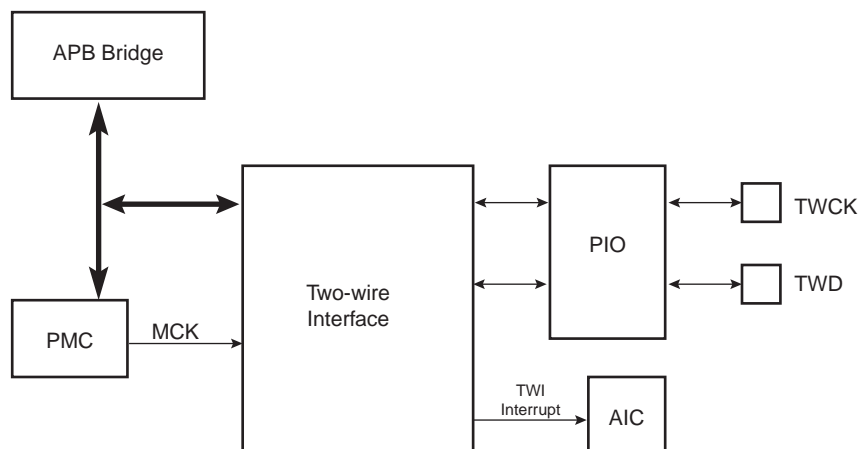 APB Bridge
TWCK
PIO
TWD
Two-wire
Interface
PMC
MCK
TWI
Interrupt
AIC